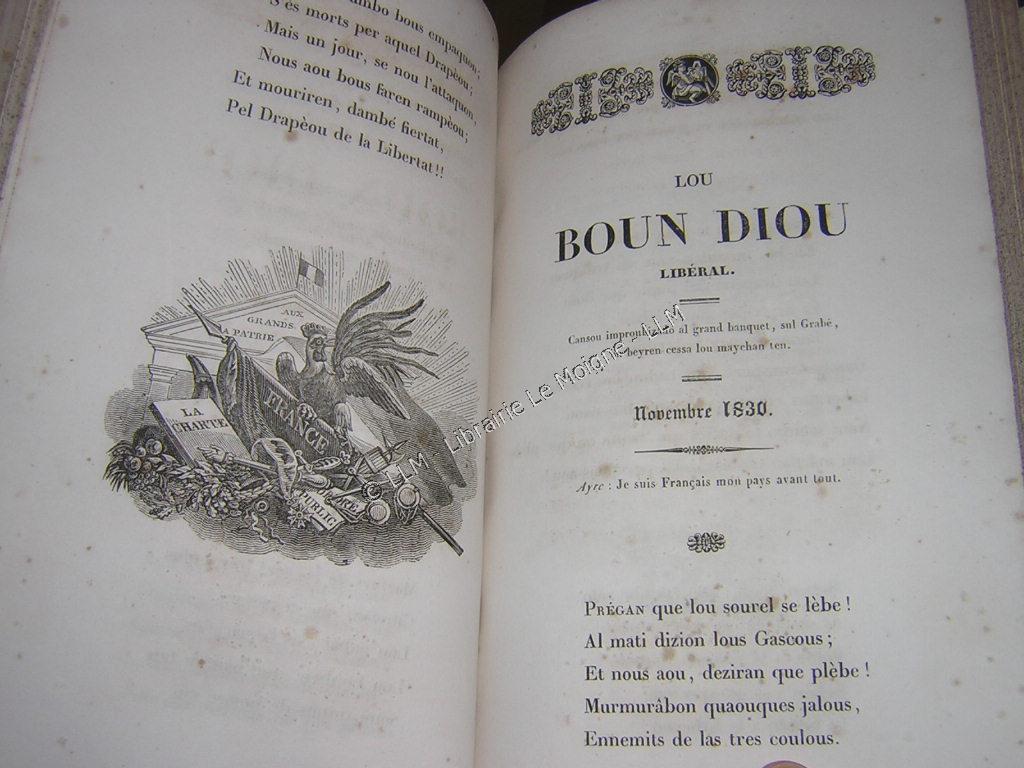 bous empaquon;
S'és morts per aquel Drapèou;
Mais un jour, se nou l'attaquon,
Nous aou bous faren rampèou;
Et mouriren, dambé fiertat,
Pel Drapèou de la Libertat!!
AUX
GRANDS
LA PATRIE
LA
CHARTE
FRANCE
ORDRE
PUBLIC
LOU
BOUN DIOU
LIBÉRAL.
Cansou improubisado al grand banquet, sul Grabé,
beyren cessa lou maychan ten.
Novembre 1830.
Ayre : Je suis Français mon pays avant tout.
PRÉGAN que lou sourel se lèbe !
Al mati dizion lous Gascous ;
Et nous aou, deziran que plèbe !
Murmurâbon quaouques jalous,
Ennemits de las tres coulous.
© LLM - Librairie Le Moigne - LLM